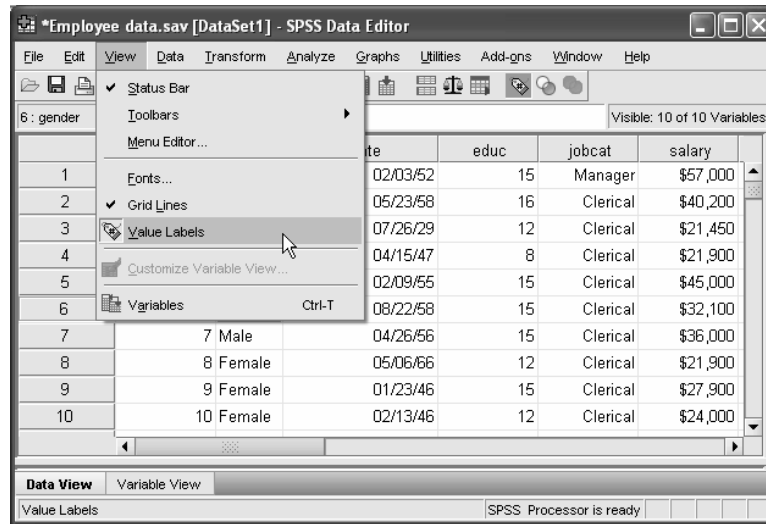 *Employee data.sav [DataSet1] - SPSS Data Editor
File Edit View Data Transform Analyze Graphs Utilities Add-ons Window Help
6 : gender Visible: 10 of 10 Variables
Status Bar
Toolbars
Menu Editor...
Fonts...
Grid Lines
Value Labels
Customize Variable View...
Variables Ctrl-T
educ jobcat salary
1 02/03/52 15 Manager $57,000
2 05/23/58 16 Clerical $40,200
3 07/26/29 12 Clerical $21,450
4 04/15/47 8 Clerical $21,900
5 02/09/55 15 Clerical $45,000
6 08/22/58 15 Clerical $32,100
7 7 Male 04/26/56 15 Clerical $36,000
8 8 Female 05/06/66 12 Clerical $21,900
9 9 Female 01/23/46 15 Clerical $27,900
10 10 Female 02/13/46 12 Clerical $24,000
Data View Variable View
Value Labels SPSS Processor is ready